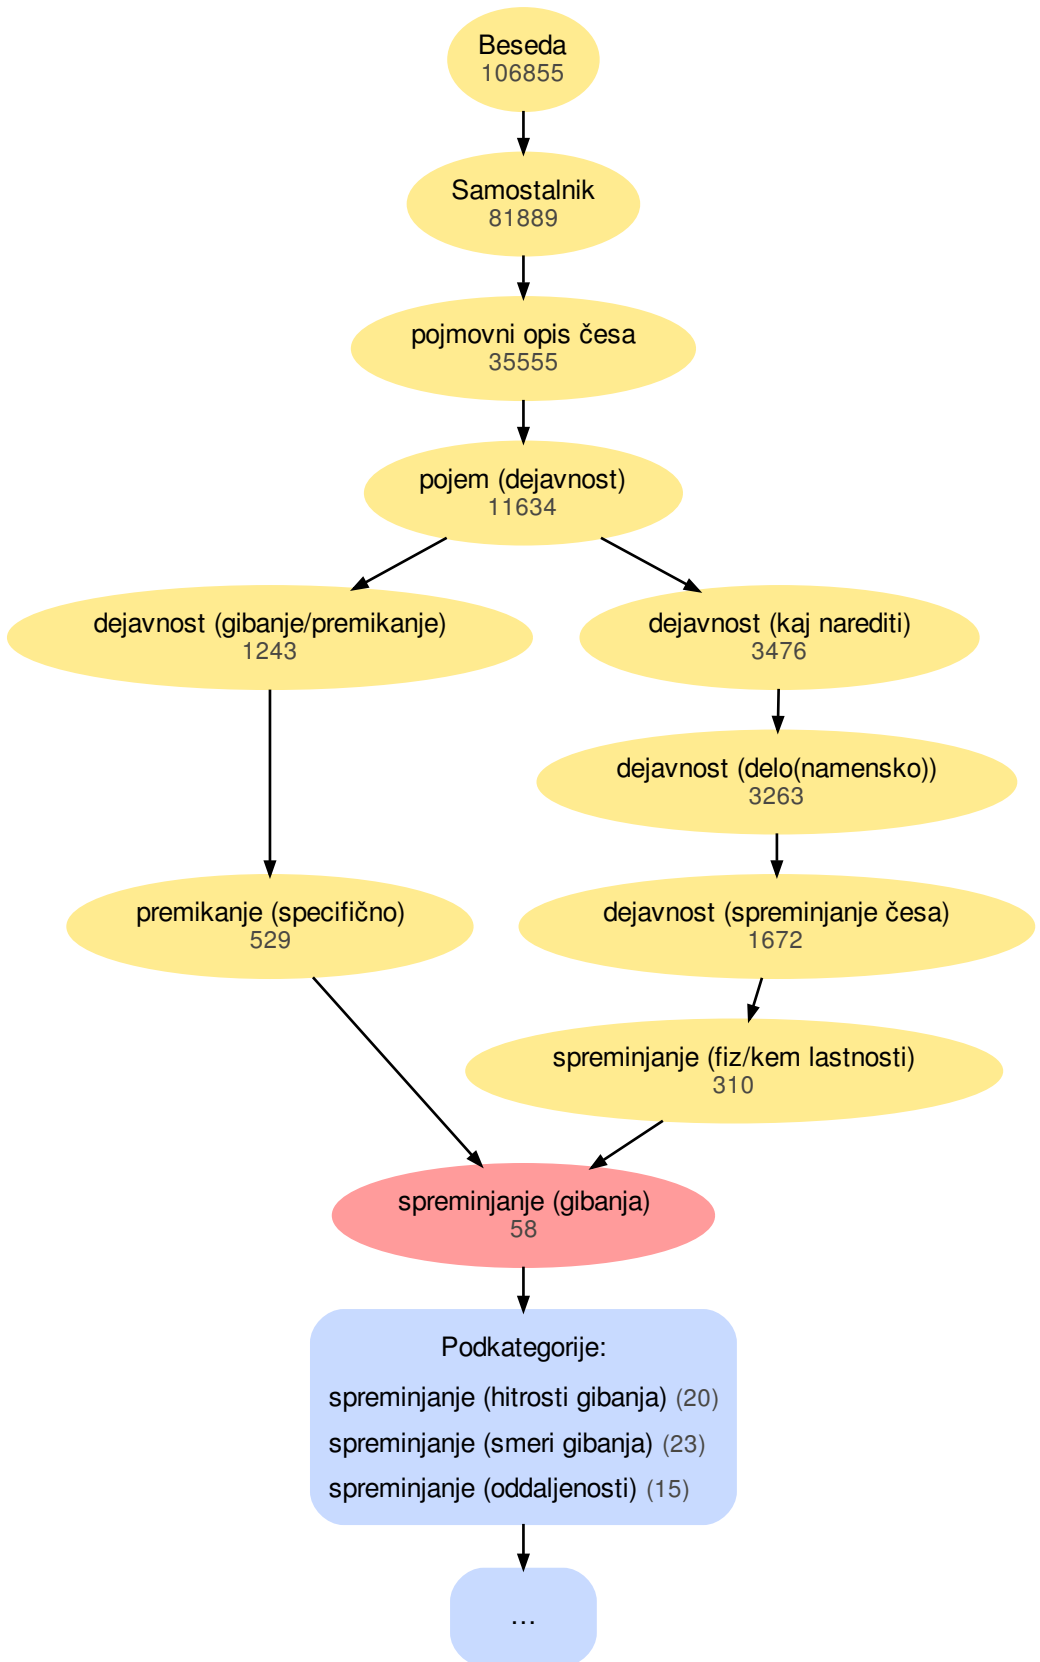 Beseda
106855
Samostalnik
81889
pojmovni opis česa
35555
pojem (dejavnost)
11634
dejavnost (gibanje/premikanje)
1243
dejavnost (kaj narediti)
3476
dejavnost (delo(namensko))
3263
premikanje (specifično)
529
dejavnost (spreminjanje česa)
1672
spreminjanje (fiz/kem lastnosti)
310
spreminjanje (gibanja)
58
Podkategorije:
spreminjanje (hitrosti gibanja) (20)
spreminjanje (smeri gibanja) (23)
spreminjanje (oddaljenosti) (15)
...